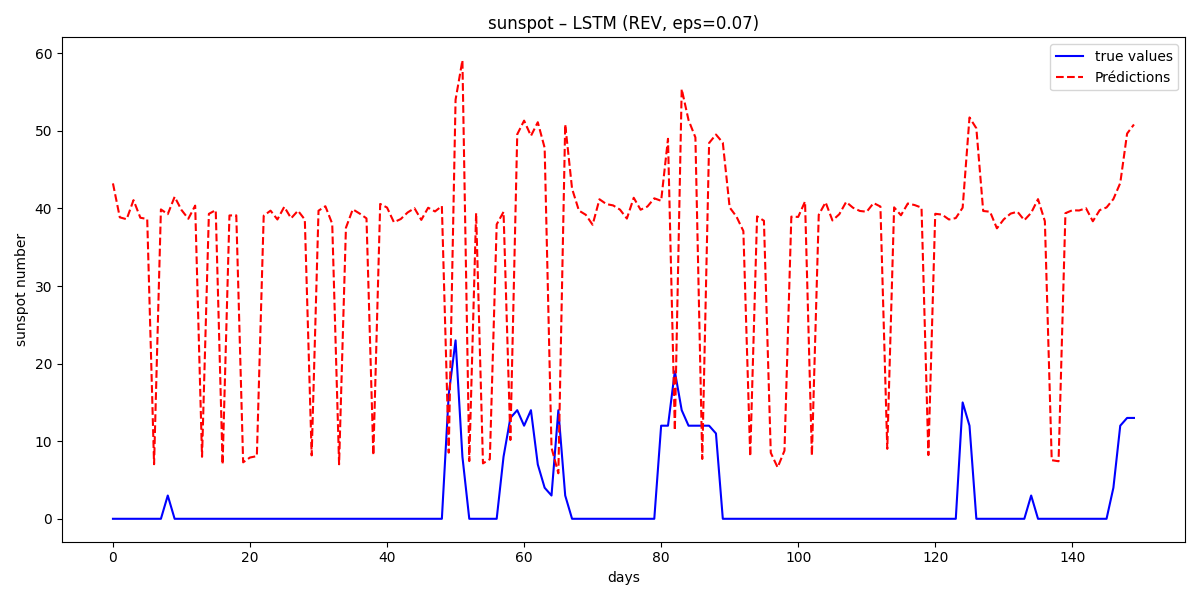 sunspot – LSTM (REV, eps=0.07)
true values
Prédictions
sunspot number
60
50
40
30
20
10
0
0 20 40 60 80 100 120 140
days